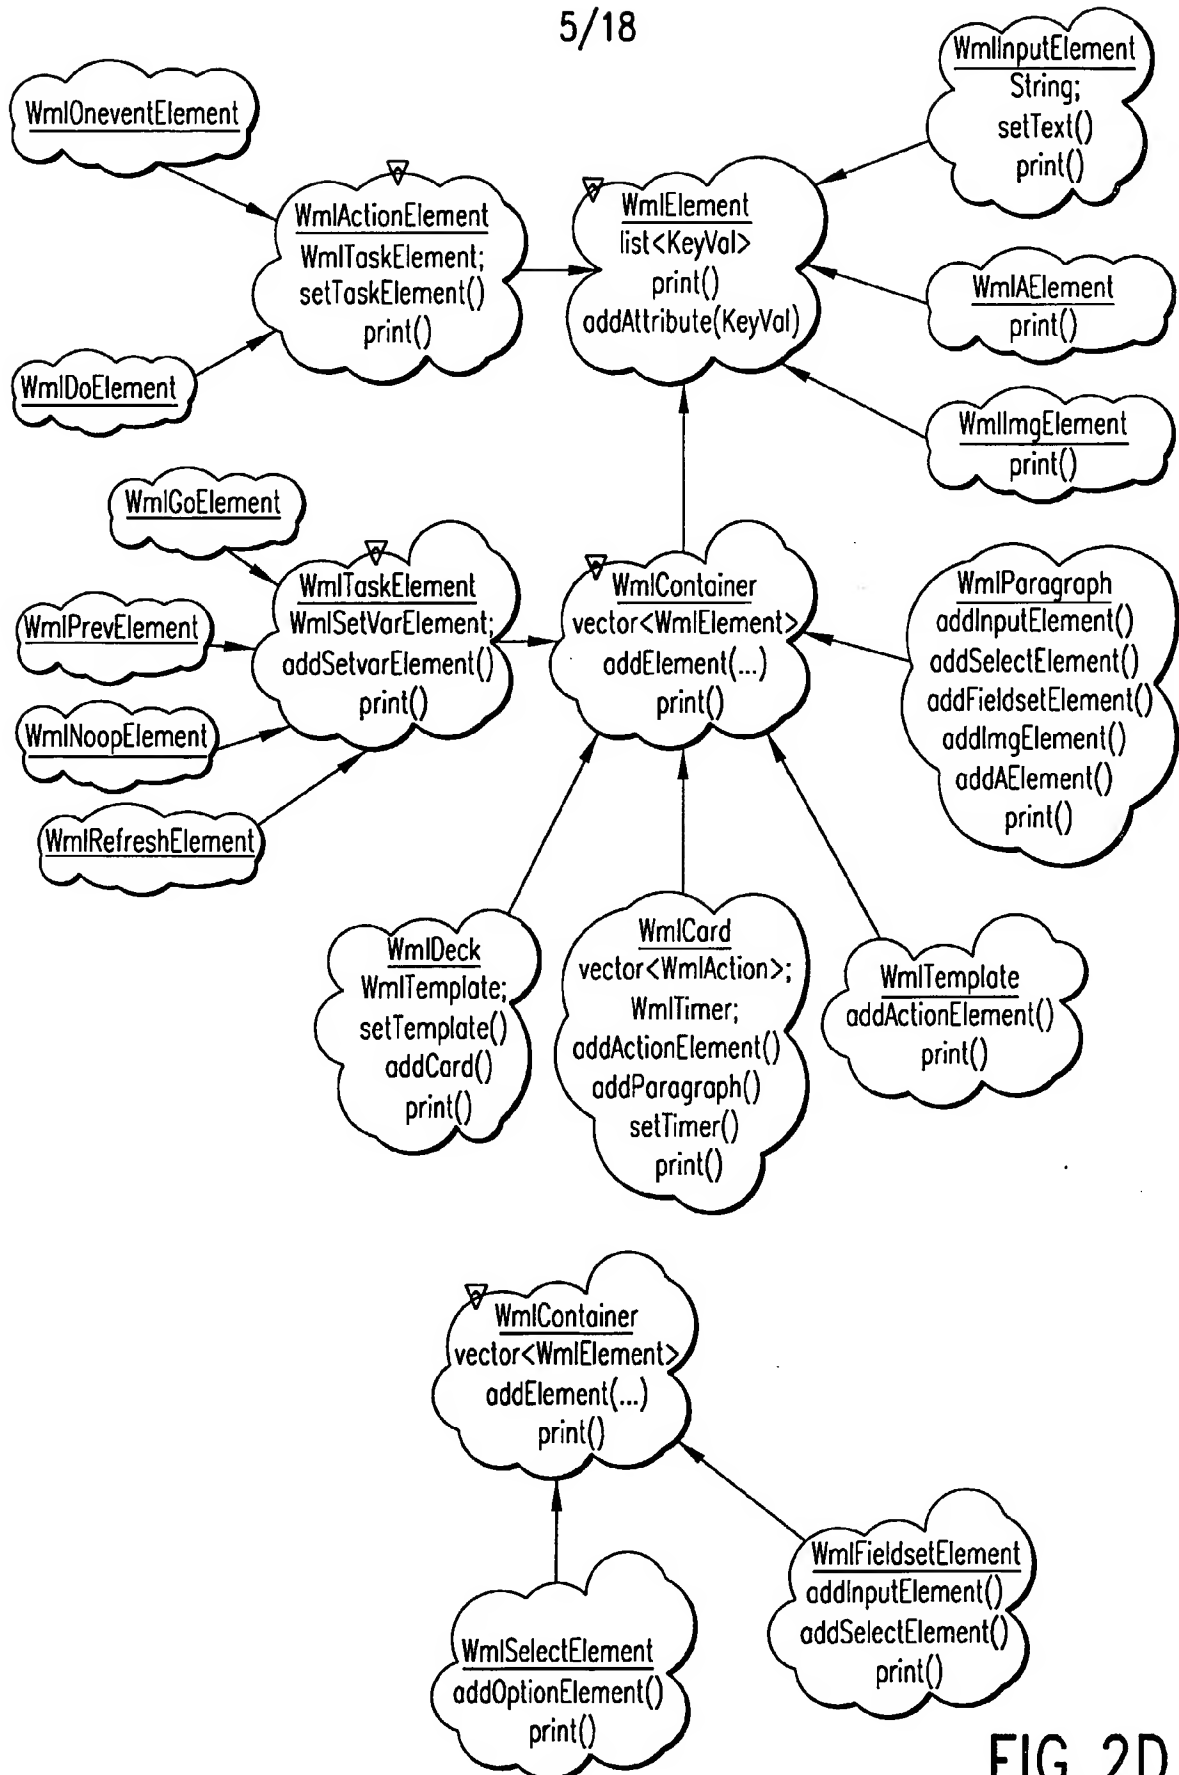 5/18
WmlOneventElement
WmlActionElement
WmlTaskElement;
setTaskElement()
print()
WmlDoElement
WmlElement
list<KeyVal>
print()
addAttribute(KeyVal)
WmlInputElement
String;
setText()
print()
WmlAElement
print()
WmlImgElement
print()
WmlGoElement
WmlPrevElement
WmlNoopElement
WmlRefreshElement
WmlTaskElement
WmlSetVarElement;
addSetvarElement()
print()
WmlContainer
vector<WmlElement>
addElement(...)
print()
WmlParagraph
addInputElement()
addSelectElement()
addFieldsetElement()
addImgElement()
addAElement()
print()
WmlDeck
WmlTemplate;
setTemplate()
addCard()
print()
WmlCard
vector<WmlAction>;
WmlTimer;
addActionElement()
addParagraph()
setTimer()
print()
WmlTemplate
addActionElement()
print()
WmlContainer
vector<WmlElement>
addElement(...)
print()
WmlSelectElement
addOptionElement()
print()
WmlFieldsetElement
addInputElement()
addSelectElement()
print()
FIG. 2D